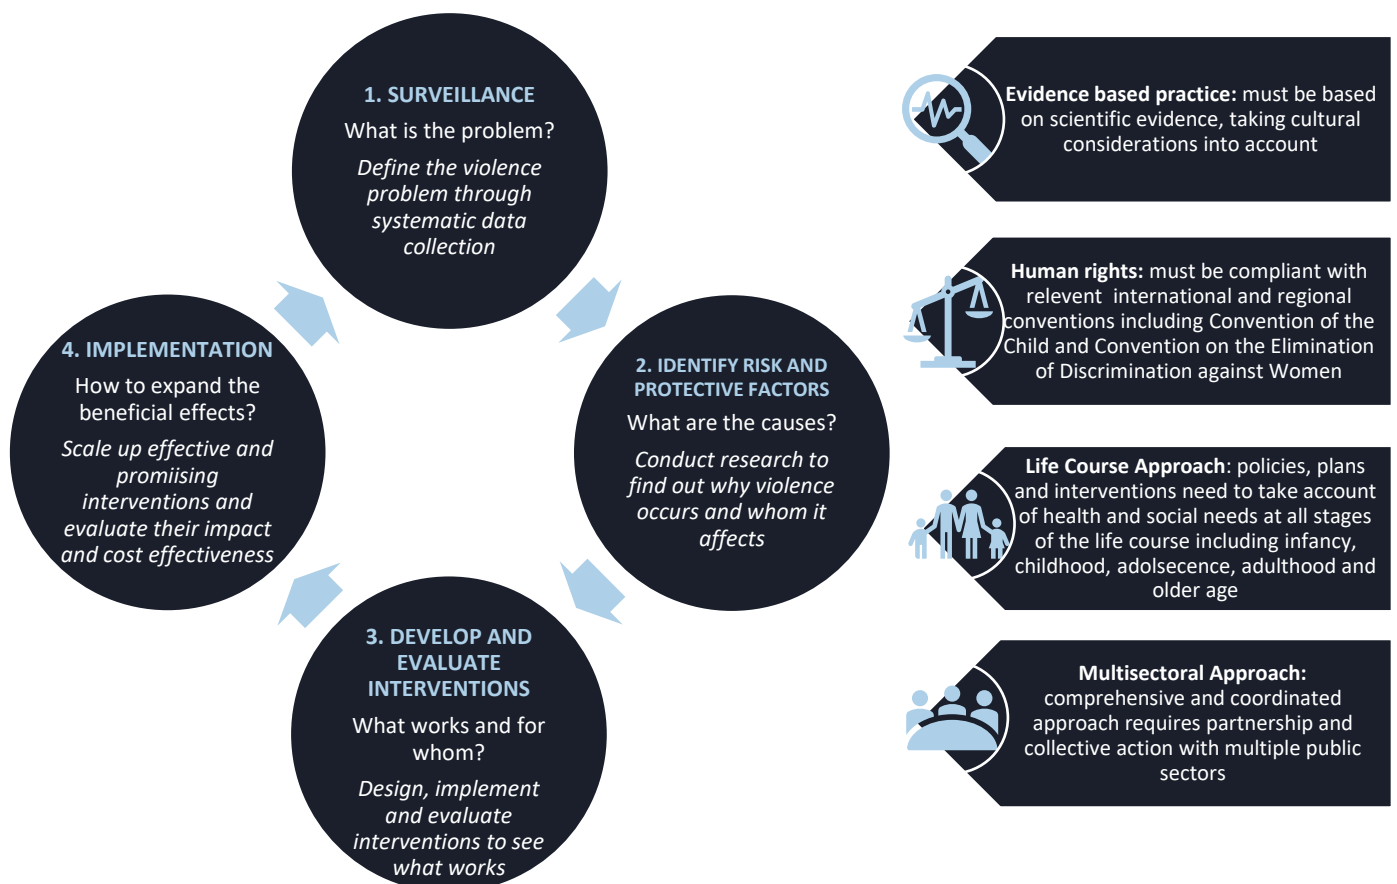 1. SURVEILLANCE
What is the problem?
Define the violence
problem through
systematic data
collection
2. IDENTIFY RISK AND
PROTECTIVE FACTORS
What are the causes?
Conduct research to
find out why violence
occurs and whom it
affects
3. DEVELOP AND
EVALUATE
INTERVENTIONS
What works and for
whom?
Design, implement
and evaluate
interventions to see
what works
4. IMPLEMENTATION
How to expand the
beneficial effects?
Scale up effective and
promiising
interventions and
evaluate their impact
and cost effectiveness
Evidence based practice: must be based
on scientific evidence, taking cultural
considerations into account
Human rights: must be compliant with
relevent international and regional
conventions including Convention of the
Child and Convention on the Elimination
of Discrimination against Women
Life Course Approach: policies, plans
and interventions need to take account
of health and social needs at all stages
of the life course including infancy,
childhood, adolsecence, adulthood and
older age
Multisectoral Approach:
comprehensive and coordinated
approach requires partnership and
collective action with multiple public
sectors